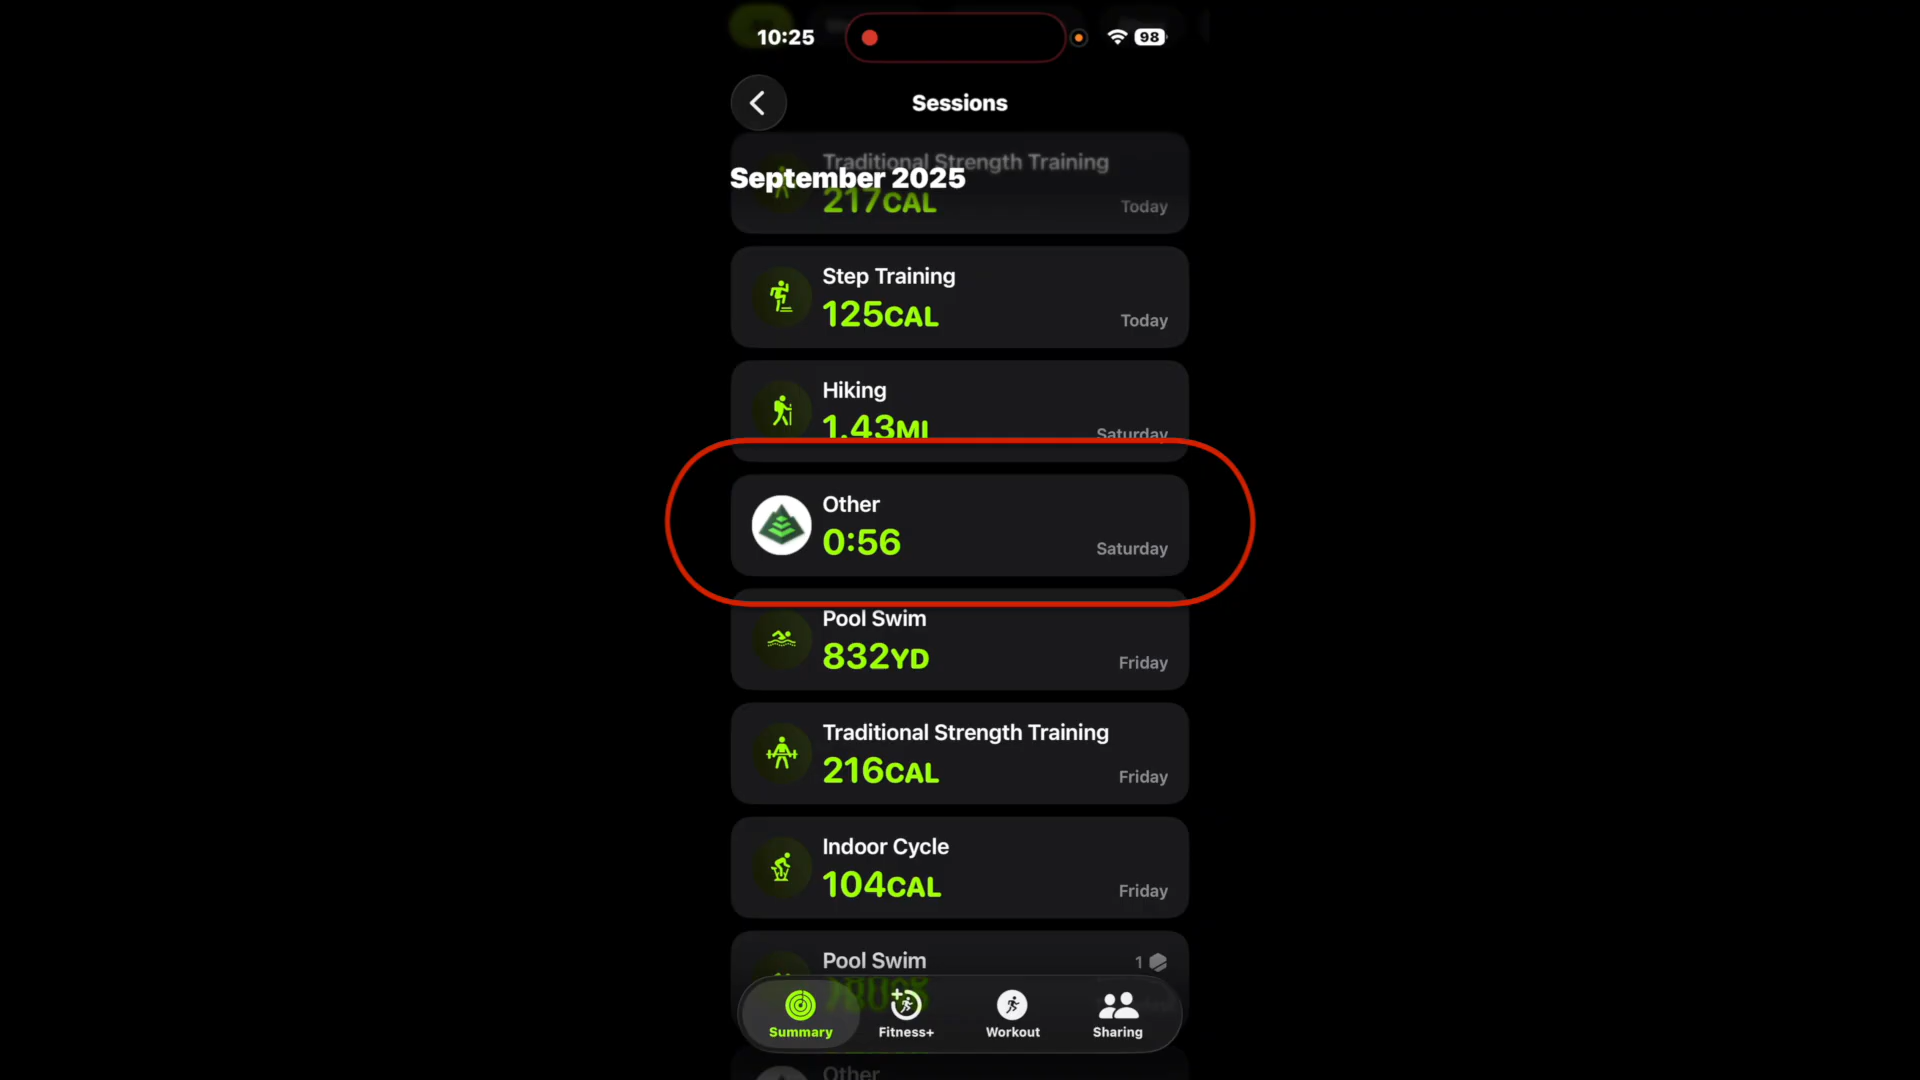 10:25
98
Sessions
Traditional Strength Training
September 2025
217CAL
Today
Step Training
125CAL
Today
Hiking
1.43MI
Saturday
Other
0:56
Saturday
Pool Swim
832YD
Friday
Traditional Strength Training
216CAL
Friday
Indoor Cycle
104CAL
Friday
Pool Swim
1
Summary
Fitness+
Workout
Sharing
Other